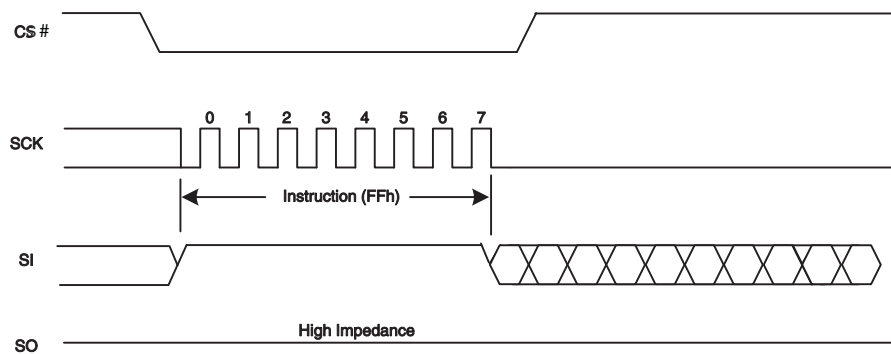 CS #
SCK
0 1 2 3 4 5 6 7
Instruction (FFh)
SI
High Impedance
SO